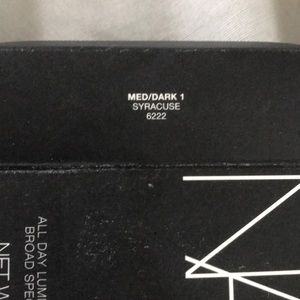 MED/DARK 1
SYRACUSE
6222
ALL DAY LUM
BROAD SPE
NET W